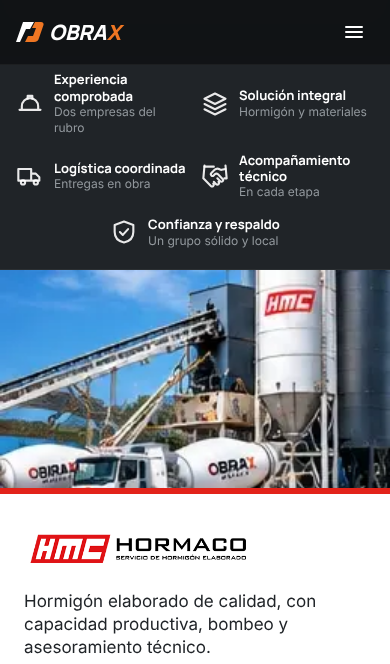 OBRAX
Experiencia
comprobada
Dos empresas del
rubro
Solución integral
Hormigón y materiales
Logística coordinada
Entregas en obra
Acompañamiento
técnico
En cada etapa
Confianza y respaldo
Un grupo sólido y local
HMC
OBIRAX
OBRAX
HMC HORMACO
SERVICIO DE HORMIGÓN ELABORADO
Hormigón elaborado de calidad, con
capacidad productiva, bombeo y
asesoramiento técnico.